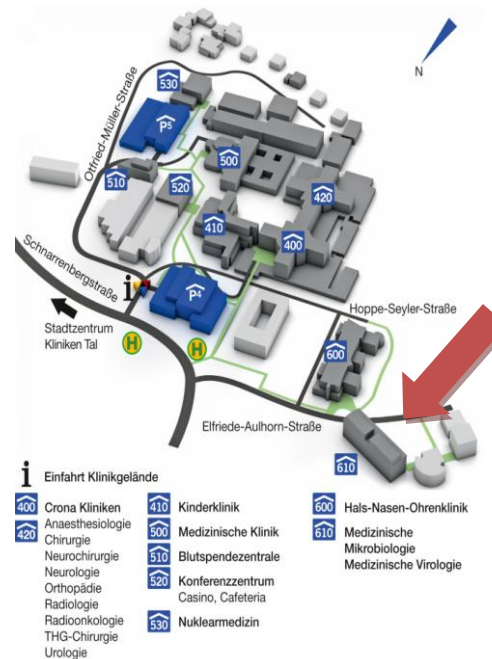 N
530
Otfried-Müller-Straße
P5
500
510
520
420
410
400
Schnarrenbergstraße
i
P4
Hoppe-Seyler-Straße
Stadtzentrum
Kliniken Tal
H
H
600
Elfriede-Aulhorn-Straße
610
i Einfahrt Klinikgelände
400 Crona Kliniken
420 Anaesthesiologie
Chirurgie
Neurochirurgie
Neurologie
Orthopädie
Radiologie
Radioonkologie
THG-Chirurgie
Urologie
410 Kinderklinik
500 Medizinische Klinik
510 Blutspendezentrale
520 Konferenzzentrum
Casino, Cafeteria
530 Nuklearmedizin
600 Hals-Nasen-Ohrenklinik
610 Medizinische
Mikrobiologie
Medizinische Virologie